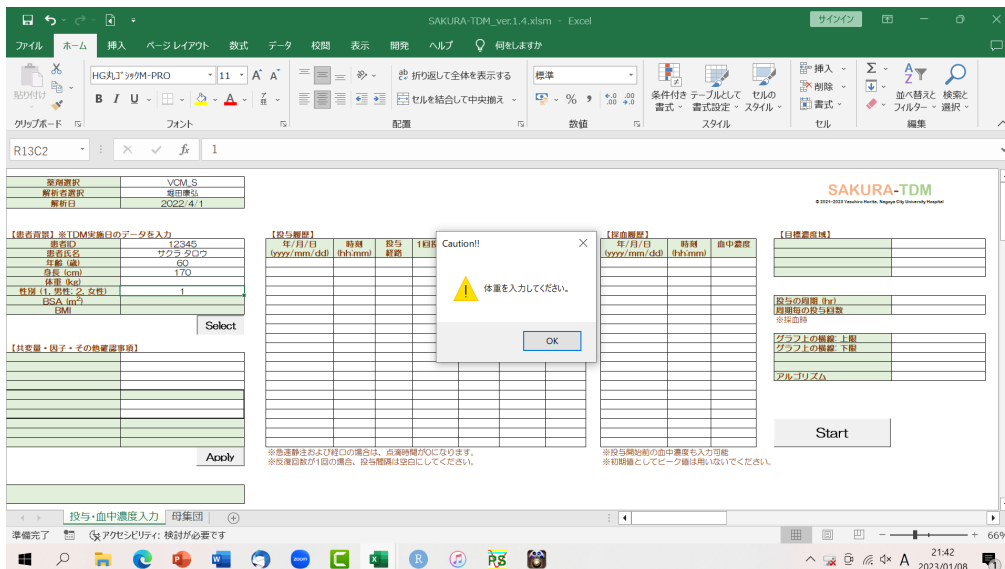 SAKURA-TDM_ver.1.4.xlsm - Excel
サインイン
ファイル ホーム 挿入 ページ レイアウト 数式 データ 校閲 表示 開発 ヘルプ 何をしますか
貼り付け
HG丸ｺﾞｼｯｸM-PRO 11
B I U
折り返して全体を表示する
セルを結合して中央揃え
標準
条件付き書式
テーブルとして書式設定
セルのスタイル
挿入
削除
書式
並べ替えとフィルター
検索と選択
クリップボード フォント 配置 数値 スタイル セル 編集
R13C2 fx 1
薬剤選択 VCM_S
解析者選択 堀田康弘
解析日 2022/4/1
SAKURA-TDM
© 2021-2023 Yasuhiro Horita, Nagoya City University Hospital
【患者背景】※TDM実施日のデータを入力
患者ID 12345
患者氏名 サクラ タロウ
年齢 (歳) 60
身長 (cm) 170
体重 (kg)
性別 (1, 男性; 2, 女性) 1
BSA (m²)
BMI
Select
【共変量・因子・その他確認事項】
Apply
【投与履歴】
年/月/日 (yyyy/mm/dd)
時刻 (hh:mm)
投与経路
※急速静注および経口の場合は、点滴時間が0になります。
※反復回数が1回の場合、投与間隔は空白にしてください。
Caution!!
体重を入力してください。
OK
【採血履歴】
年/月/日 (yyyy/mm/dd)
時刻 (hh:mm)
血中濃度
※投与開始前の血中濃度も入力可能
※初期値としてピーク値は用いないでください。
【目標濃度域】
投与の周期 (hr)
周期毎の投与回数
※採血時
グラフ上の横線: 上限
グラフ上の横線: 下限
アルゴリズム
Start
投与・血中濃度入力 母集団
準備完了 アクセシビリティ: 検討が必要です
66%
zoom
A
21:42
2023/01/08